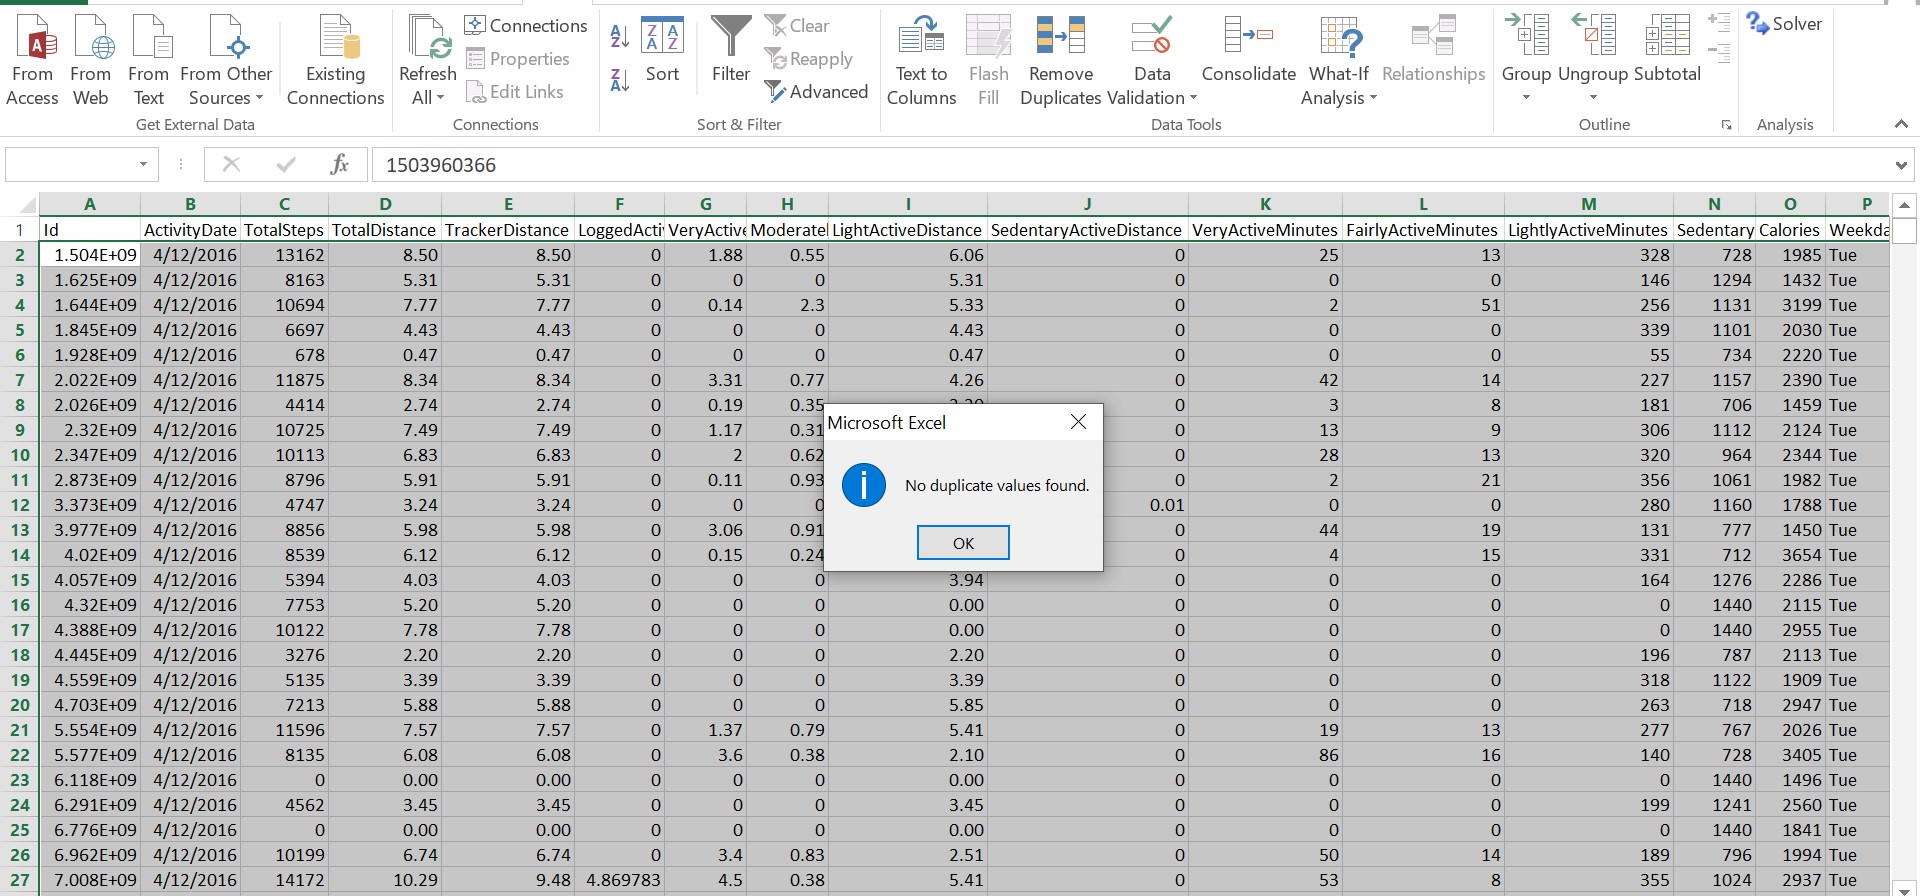 Connections
Clear
Properties
Reapply
Edit Links
Advanced
Solver
From Access
From Web
From Text
From Other Sources
Existing Connections
Refresh All
Sort
Filter
Text to Columns
Flash Fill
Remove Duplicates
Data Validation
Consolidate
What-If Analysis
Relationships
Group
Ungroup
Subtotal
Get External Data
Connections
Sort & Filter
Data Tools
Outline
Analysis
fx 1503960366
A B C D E F G H I J K L M N O P
1 Id ActivityDate TotalSteps TotalDistance TrackerDistance LoggedActi VeryActive Moderatel LightActiveDistance SedentaryActiveDistance VeryActiveMinutes FairlyActiveMinutes LightlyActiveMinutes Sedentary Calories Weekda
2 1.504E+09 4/12/2016 13162 8.50 8.50 0 1.88 0.55 6.06 0 25 13 328 728 1985 Tue
3 1.625E+09 4/12/2016 8163 5.31 5.31 0 0 0 5.31 0 0 0 146 1294 1432 Tue
4 1.644E+09 4/12/2016 10694 7.77 7.77 0 0.14 2.3 5.33 0 2 51 256 1131 3199 Tue
5 1.845E+09 4/12/2016 6697 4.43 4.43 0 0 0 4.43 0 0 0 339 1101 2030 Tue
6 1.928E+09 4/12/2016 678 0.47 0.47 0 0 0 0.47 0 0 0 55 734 2220 Tue
7 2.022E+09 4/12/2016 11875 8.34 8.34 0 3.31 0.77 4.26 0 42 14 227 1157 2390 Tue
8 2.026E+09 4/12/2016 4414 2.74 2.74 0 0.19 0.35 0 3 8 181 706 1459 Tue
9 2.32E+09 4/12/2016 10725 7.49 7.49 0 1.17 0.31 0 13 9 306 1112 2124 Tue
10 2.347E+09 4/12/2016 10113 6.83 6.83 0 2 0.62 0 28 13 320 964 2344 Tue
11 2.873E+09 4/12/2016 8796 5.91 5.91 0 0.11 0.93 0 2 21 356 1061 1982 Tue
12 3.373E+09 4/12/2016 4747 3.24 3.24 0 0 0 0.01 0 0 280 1160 1788 Tue
13 3.977E+09 4/12/2016 8856 5.98 5.98 0 3.06 0.91 0 44 19 131 777 1450 Tue
14 4.02E+09 4/12/2016 8539 6.12 6.12 0 0.15 0.24 0 4 15 331 712 3654 Tue
15 4.057E+09 4/12/2016 5394 4.03 4.03 0 0 0 3.94 0 0 0 164 1276 2286 Tue
16 4.32E+09 4/12/2016 7753 5.20 5.20 0 0 0 0.00 0 0 0 0 1440 2115 Tue
17 4.388E+09 4/12/2016 10122 7.78 7.78 0 0 0 0.00 0 0 0 0 1440 2955 Tue
18 4.445E+09 4/12/2016 3276 2.20 2.20 0 0 0 2.20 0 0 0 196 787 2113 Tue
19 4.559E+09 4/12/2016 5135 3.39 3.39 0 0 0 3.39 0 0 0 318 1122 1909 Tue
20 4.703E+09 4/12/2016 7213 5.88 5.88 0 0 0 5.85 0 0 0 263 718 2947 Tue
21 5.554E+09 4/12/2016 11596 7.57 7.57 0 1.37 0.79 5.41 0 19 13 277 767 2026 Tue
22 5.577E+09 4/12/2016 8135 6.08 6.08 0 3.6 0.38 2.10 0 86 16 140 728 3405 Tue
23 6.118E+09 4/12/2016 0 0.00 0.00 0 0 0 0.00 0 0 0 0 1440 1496 Tue
24 6.291E+09 4/12/2016 4562 3.45 3.45 0 0 0 3.45 0 0 0 199 1241 2560 Tue
25 6.776E+09 4/12/2016 0 0.00 0.00 0 0 0 0.00 0 0 0 0 1440 1841 Tue
26 6.962E+09 4/12/2016 10199 6.74 6.74 0 3.4 0.83 2.51 0 50 14 189 796 1994 Tue
27 7.008E+09 4/12/2016 14172 10.29 9.48 4.869783 4.5 0.38 5.41 0 53 8 355 1024 2937 Tue
Microsoft Excel
No duplicate values found.
OK